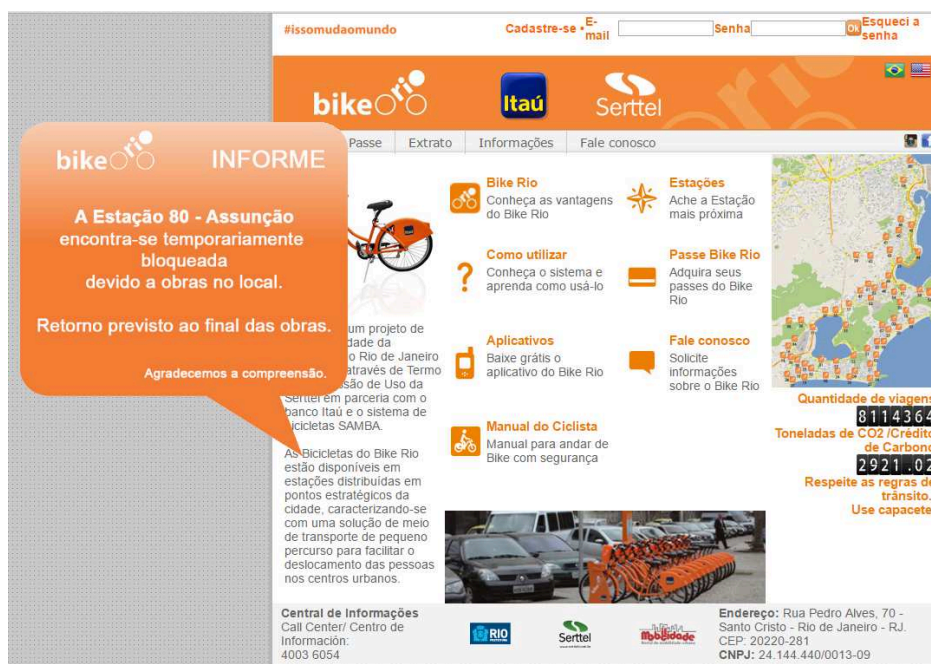 #issomudaomundo
Cadastre-se • E-mail
Senha
Ok
Esqueci a senha
bikerio
Itaú
Serttel
Passe
Extrato
Informações
Fale conosco
bikerio
INFORME
A Estação 80 - Assunção
encontra-se temporariamente
bloqueada
devido a obras no local.
Retorno previsto ao final das obras.
Agradecemos a compreensão.
um projeto de
dade da
o Rio de Janeiro
através de Termo
são de Uso da
Serttel em parceria com o
banco Itaú e o sistema de
bicicletas SAMBA.
As Bicicletas do Bike Rio
estão disponíveis em
estações distribuídas em
pontos estratégicos da
cidade, caracterizando-se
com uma solução de meio
de transporte de pequeno
percurso para facilitar o
deslocamento das pessoas
nos centros urbanos.
Bike Rio
Conheça as vantagens
do Bike Rio
Estações
Ache a Estação
mais próxima
Como utilizar
Conheça o sistema e
aprenda como usá-lo
Passe Bike Rio
Adquira seus
passes do Bike
Rio
Aplicativos
Baixe grátis o
aplicativo do Bike Rio
Fale conosco
Solicite
informações
sobre o Bike Rio
Manual do Ciclista
Manual para andar de
Bike com segurança
Quantidade de viagens
8114364
Toneladas de CO2 /Crédito
de Carbono
2921.02
Respeite as regras de
trânsito.
Use capacete
Central de Informações
Call Center/ Centro de
Información:
4003 6054
RIO
Serttel
Mobilidade
Endereço: Rua Pedro Alves, 70 -
Santo Cristo - Rio de Janeiro - RJ.
CEP: 20220-281
CNPJ: 24.144.440/0013-09